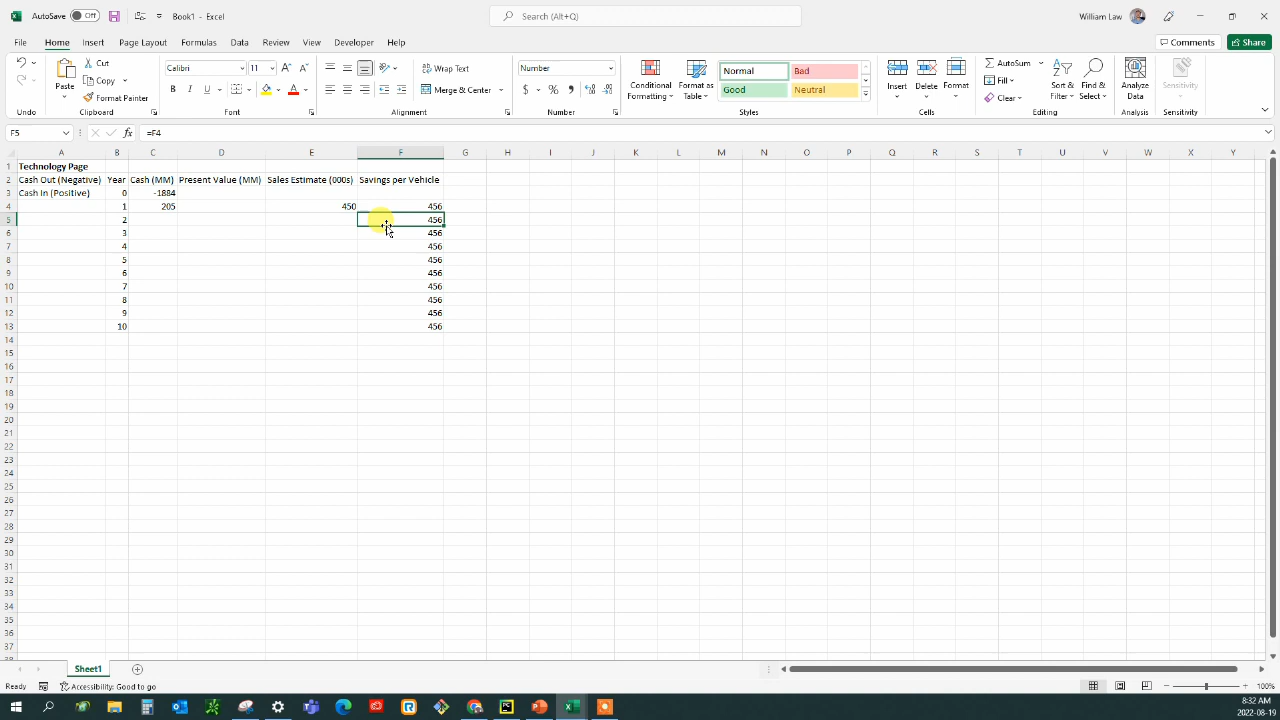 AutoSave Off Book1 - Excel Search (Alt+Q) William Law
File Home Insert Page Layout Formulas Data Review View Developer Help Comments Share
Cut Calibri 11 Wrap Text Number Normal Bad AutoSum
Copy Fill
Paste Format Painter B I U A Merge & Center $ % Conditional Formatting Format as Table Good Neutral Insert Delete Format Clear Sort & Filter Find & Select Analyze Data Sensitivity
Undo Clipboard Font Alignment Number Styles Cells Editing Analysis Sensitivity
F5 fx =F4
A B C D E F G H I J K L M N O P Q R S T U V W X Y
1 Technology Page
2 Cash Out (Negative) Year Cash (MM) Present Value (MM) Sales Estimate (000s) Savings per Vehicle
3 Cash In (Positive) 0 -1884
4 1 205 450 456
5 2 456
6 3 456
7 4 456
8 5 456
9 6 456
10 7 456
11 8 456
12 9 456
13 10 456
14
15
16
17
18
19
20
21
22
23
24
25
26
27
28
29
30
31
32
33
34
35
36
37
Sheet1
Ready Accessibility: Good to go 100%
8:32 AM
2022-08-19